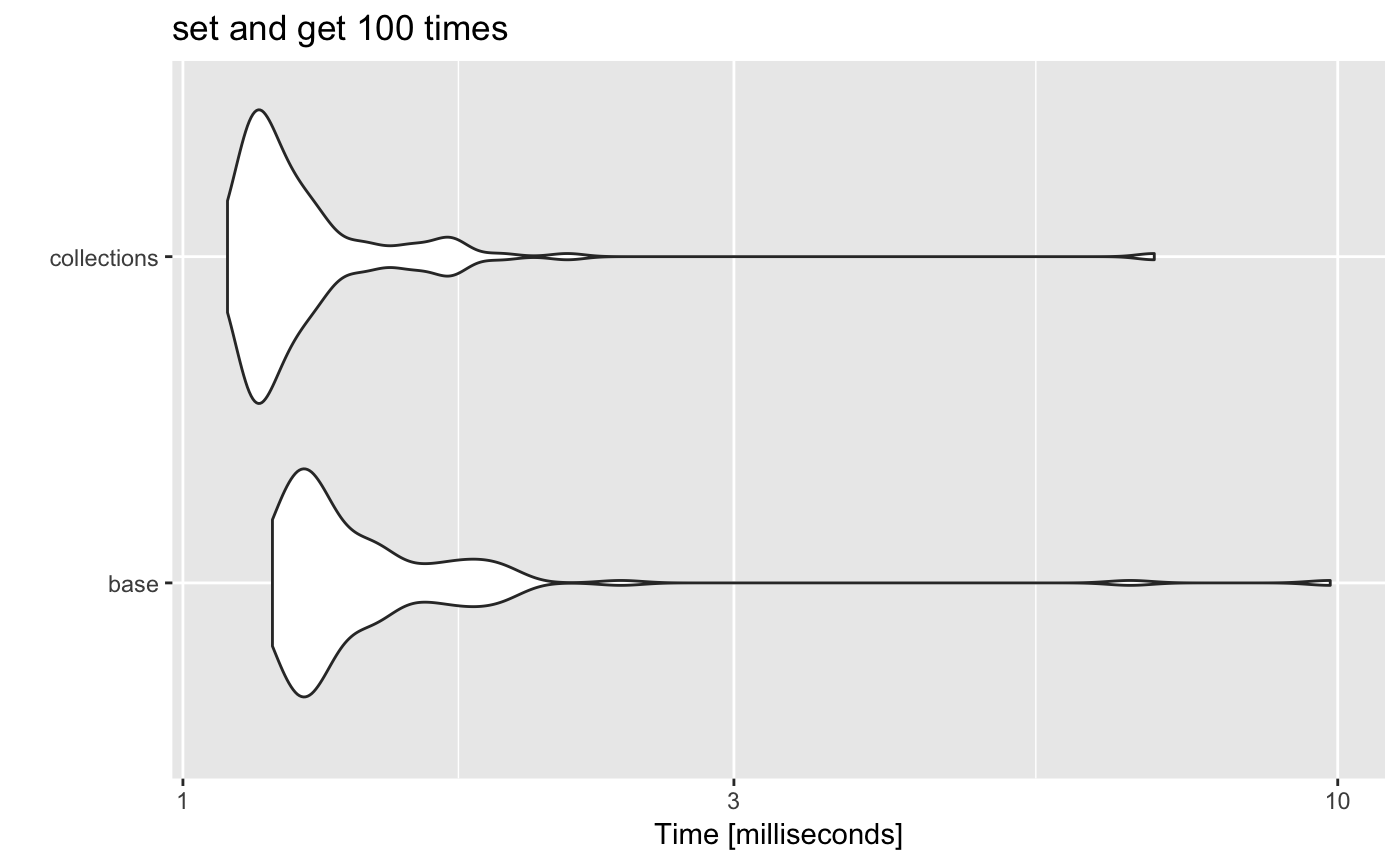 set and get 100 times
collections
base
1
3
10
Time [milliseconds]